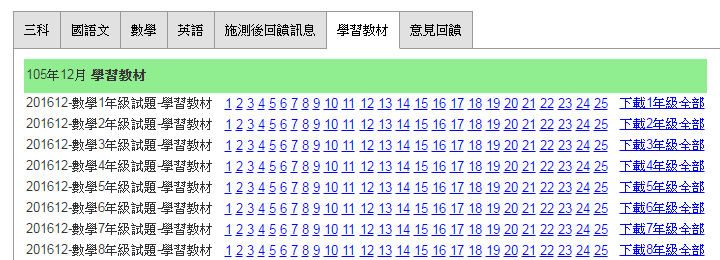 三科 國語文 數學 英語 施測後回饋訊息 學習教材 意見回饋
105年12月 學習教材
201612-數學1年級試題-學習教材 1 2 3 4 5 6 7 8 9 10 11 12 13 14 15 16 17 18 19 20 21 22 23 24 25 下載1年級全部
201612-數學2年級試題-學習教材 1 2 3 4 5 6 7 8 9 10 11 12 13 14 15 16 17 18 19 20 21 22 23 24 25 下載2年級全部
201612-數學3年級試題-學習教材 1 2 3 4 5 6 7 8 9 10 11 12 13 14 15 16 17 18 19 20 21 22 23 24 25 下載3年級全部
201612-數學4年級試題-學習教材 1 2 3 4 5 6 7 8 9 10 11 12 13 14 15 16 17 18 19 20 21 22 23 24 25 下載4年級全部
201612-數學5年級試題-學習教材 1 2 3 4 5 6 7 8 9 10 11 12 13 14 15 16 17 18 19 20 21 22 23 24 25 下載5年級全部
201612-數學6年級試題-學習教材 1 2 3 4 5 6 7 8 9 10 11 12 13 14 15 16 17 18 19 20 21 22 23 24 25 下載6年級全部
201612-數學7年級試題-學習教材 1 2 3 4 5 6 7 8 9 10 11 12 13 14 15 16 17 18 19 20 21 22 23 24 25 下載7年級全部
201612-數學8年級試題-學習教材 1 2 3 4 5 6 7 8 9 10 11 12 13 14 15 16 17 18 19 20 21 22 23 24 25 下載8年級全部